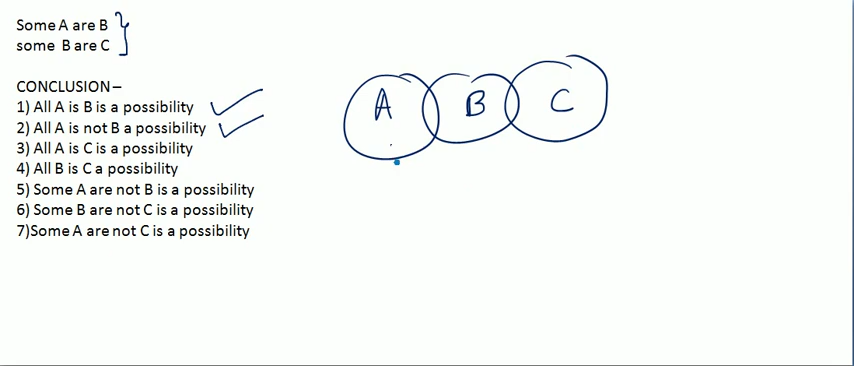 Some A are B
some B are C
CONCLUSION–
1) All A is B is a possibility
2) All A is not B a possibility
3) All A is C is a possibility
4) All B is C a possibility
5) Some A are not B is a possibility
6) Some B are not C is a possibility
7)Some A are not C is a possibility
A B C